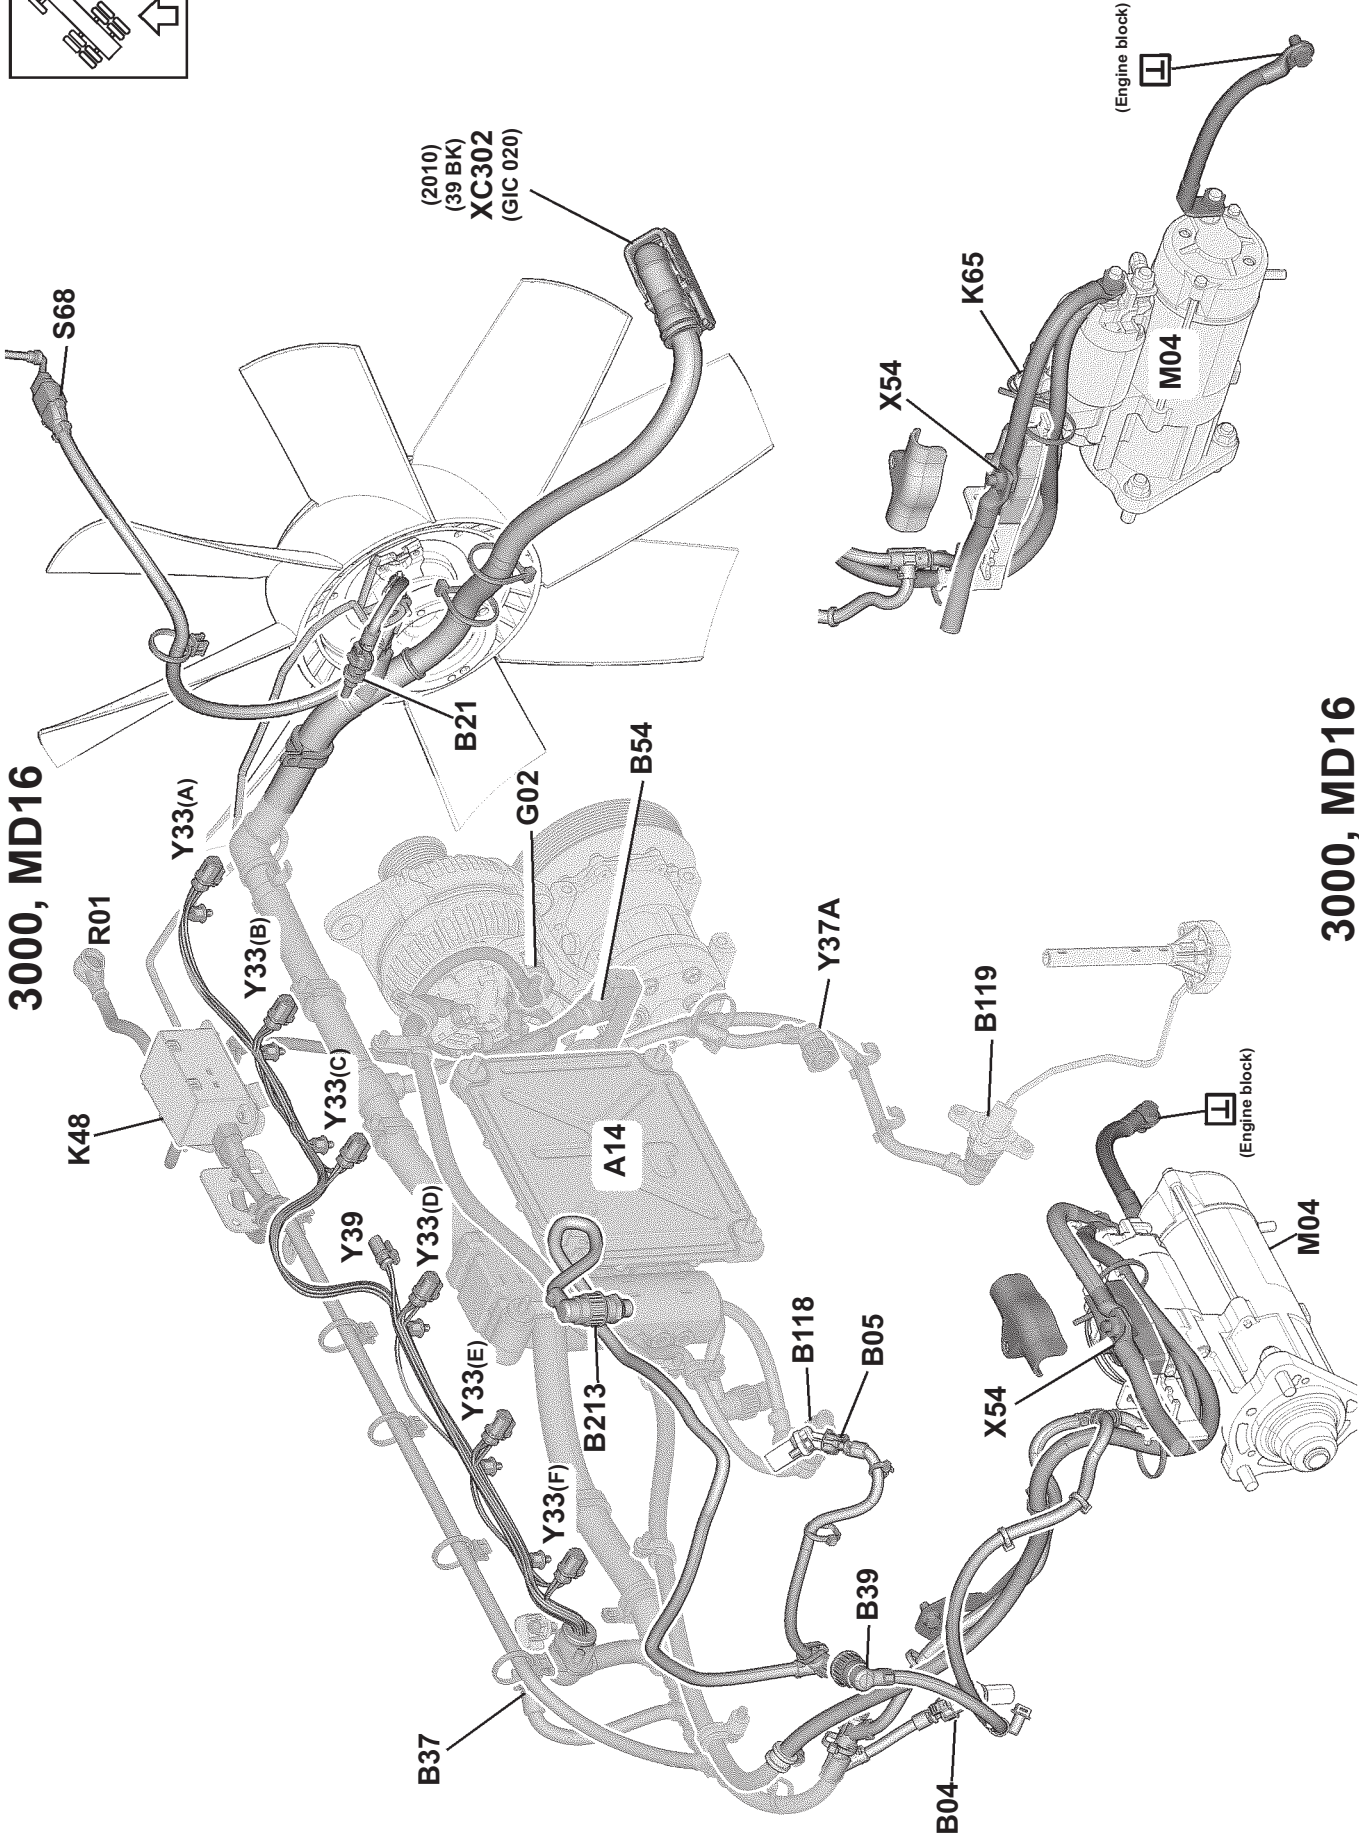 3000, MD16
S68
(2010)
(39 BK)
XC302
(GIC 020)
(Engine block)
T
K65
X54
M04
B21
B54
G02
Y33(A)
R01
Y33(B)
Y33(C)
K48
Y39
Y33(D)
Y33(E)
Y33(F)
A14
Y37A
B119
T
(Engine block)
M04
X54
B118
B05
B213
B39
B37
B04
3000, MD16